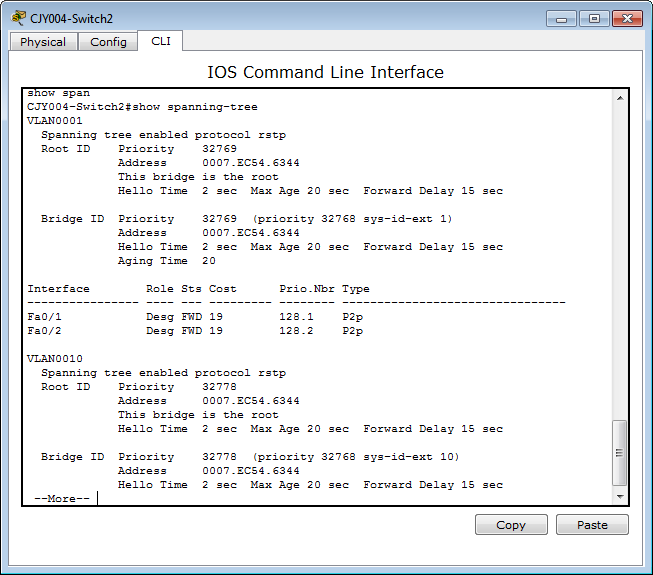 CJY004-Switch2
Physical Config CLI
IOS Command Line Interface
show span
CJY004-Switch2#show spanning-tree
VLAN0001
  Spanning tree enabled protocol rstp
  Root ID    Priority    32769
             Address     0007.EC54.6344
             This bridge is the root
             Hello Time  2 sec  Max Age 20 sec  Forward Delay 15 sec
  Bridge ID  Priority    32769  (priority 32768 sys-id-ext 1)
             Address     0007.EC54.6344
             Hello Time  2 sec  Max Age 20 sec  Forward Delay 15 sec
             Aging Time  20
Interface        Role Sts Cost      Prio.Nbr Type
---------------- ---- --- --------- -------- --------------------------------
Fa0/1            Desg FWD 19        128.1    P2p
Fa0/2            Desg FWD 19        128.2    P2p
VLAN0010
  Spanning tree enabled protocol rstp
  Root ID    Priority    32778
             Address     0007.EC54.6344
             This bridge is the root
             Hello Time  2 sec  Max Age 20 sec  Forward Delay 15 sec
  Bridge ID  Priority    32778  (priority 32768 sys-id-ext 10)
             Address     0007.EC54.6344
             Hello Time  2 sec  Max Age 20 sec  Forward Delay 15 sec
 --More--
Copy Paste